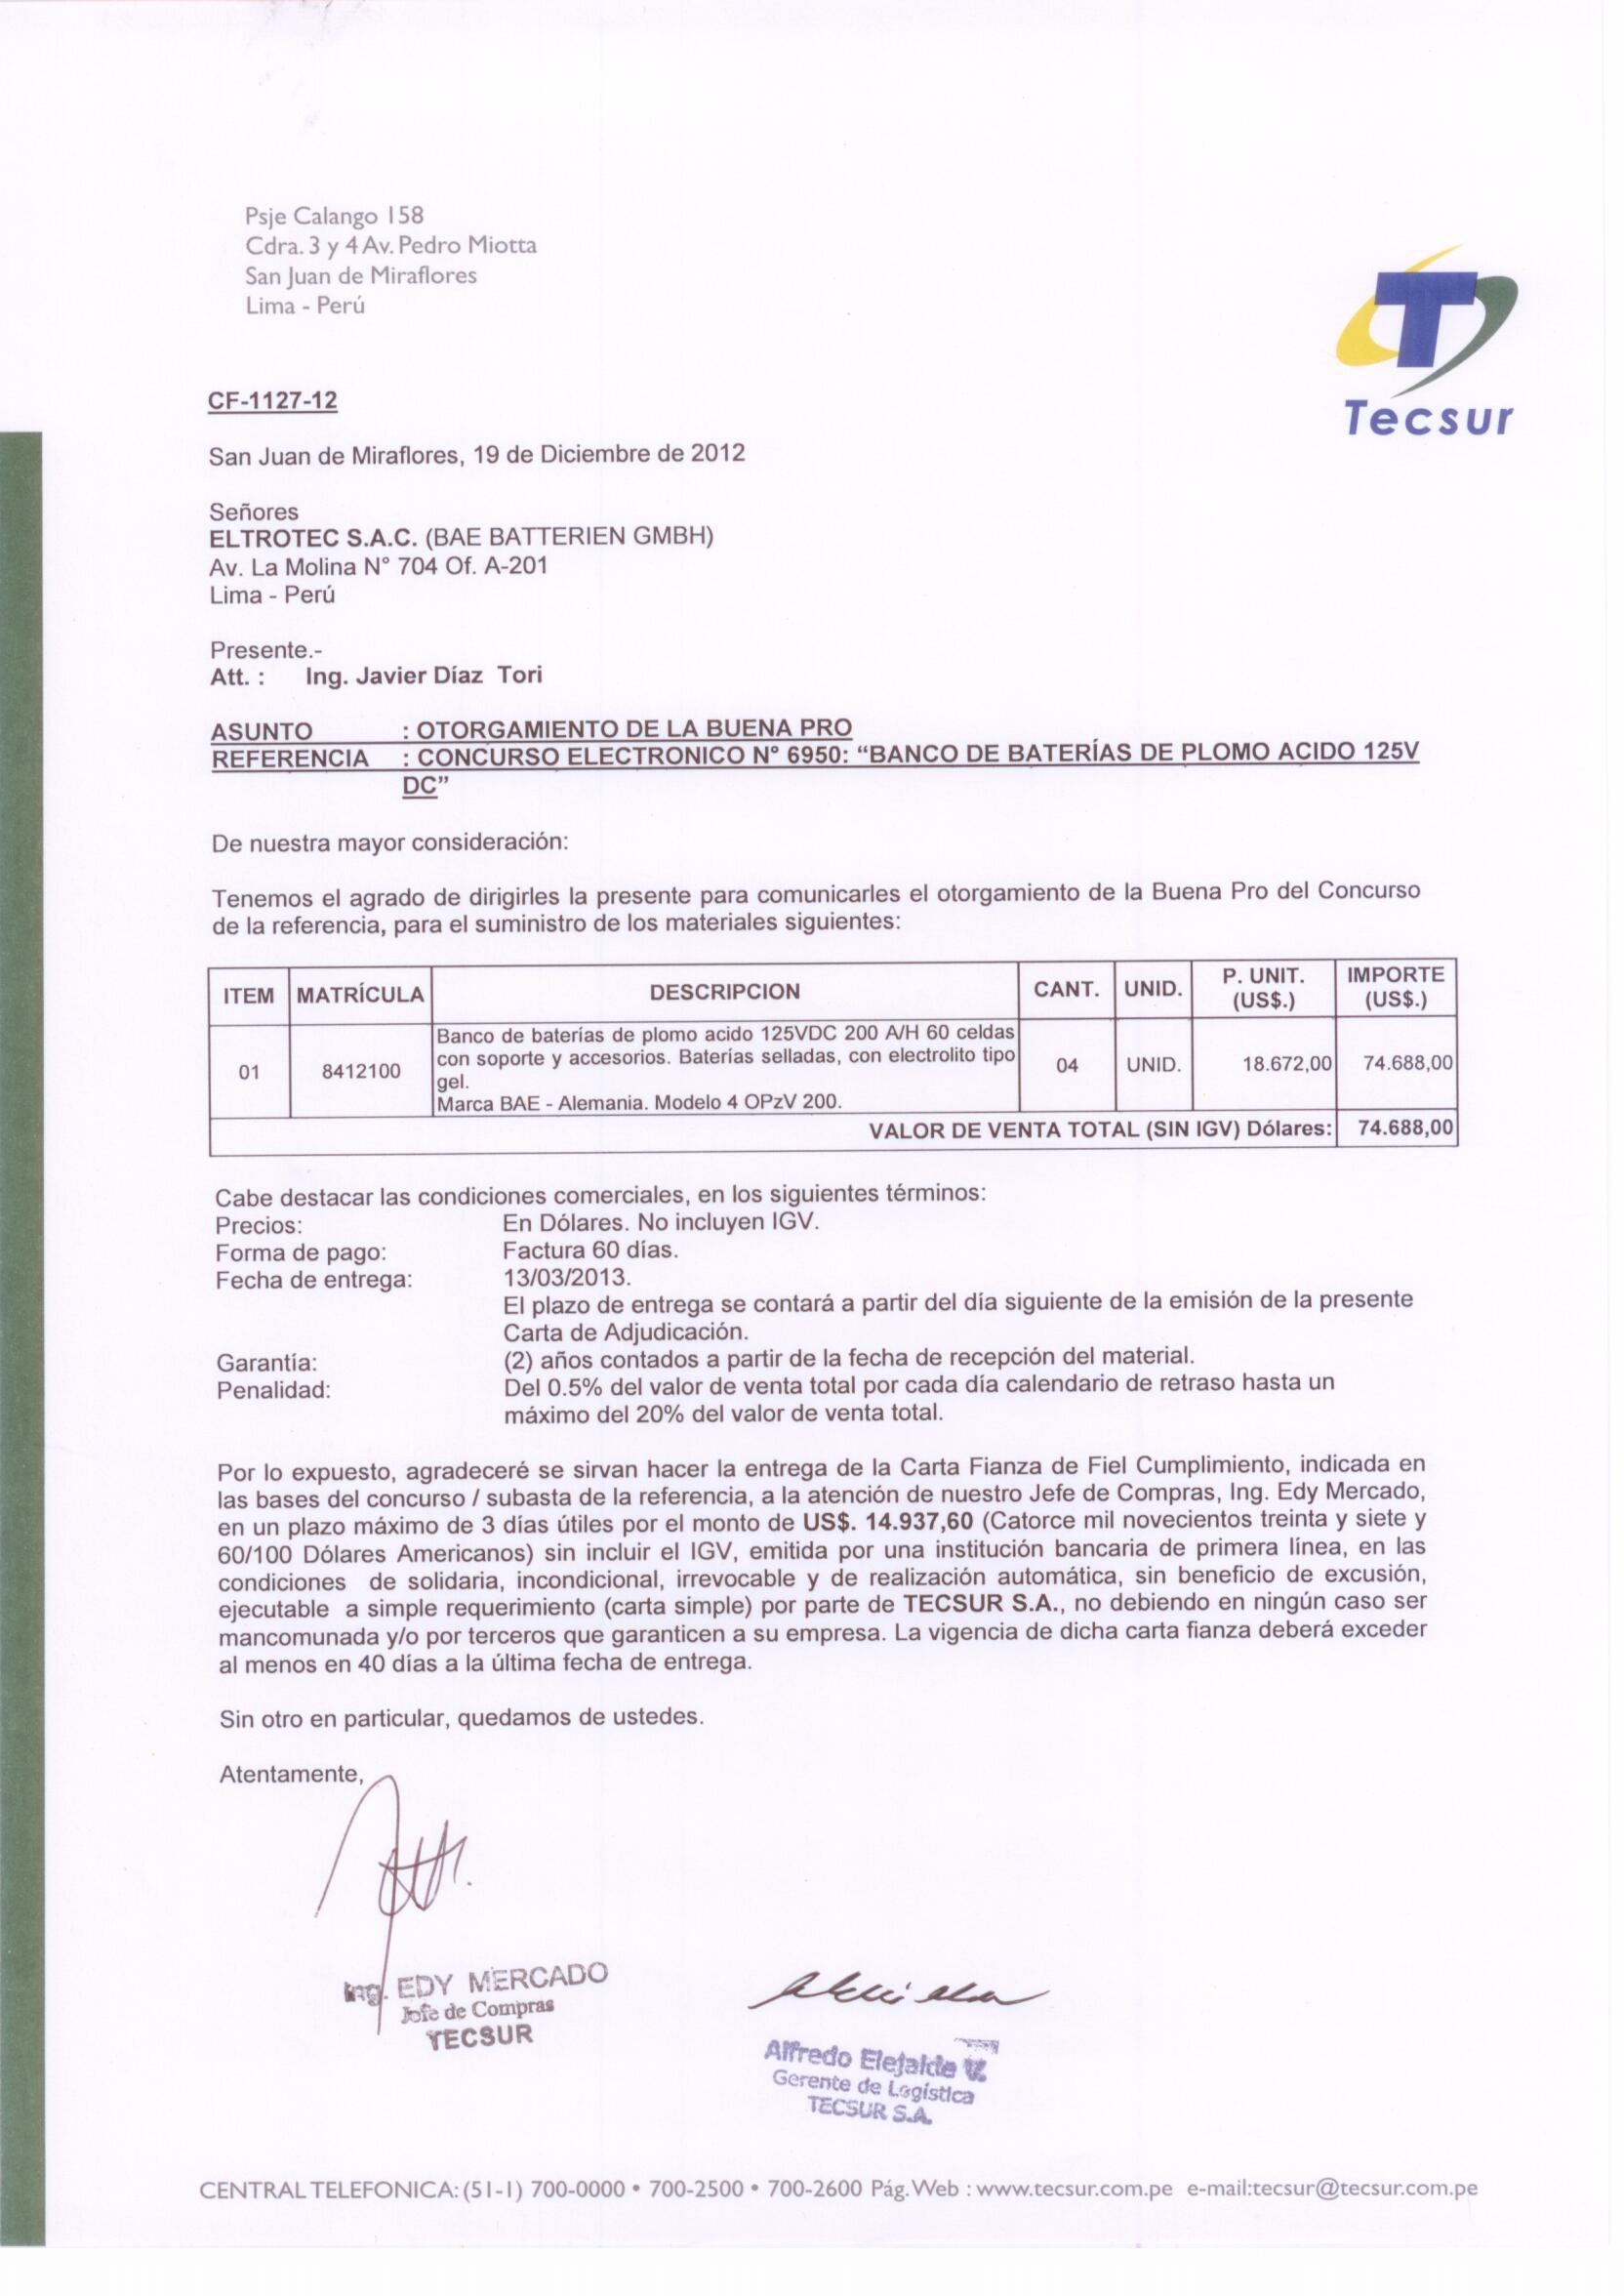 Psje Calango 158
Cdra. 3 y 4 Av. Pedro Miotta
San Juan de Miraflores
Lima - Perú
Tecsur
CF-1127-12
San Juan de Miraflores, 19 de Diciembre de 2012
Señores
ELTROTEC S.A.C. (BAE BATTERIEN GMBH)
Av. La Molina N° 704 Of. A-201
Lima - Perú
Presente.-
Att. : Ing. Javier Díaz Tori
ASUNTO : OTORGAMIENTO DE LA BUENA PRO
REFERENCIA : CONCURSO ELECTRONICO N° 6950: “BANCO DE BATERÍAS DE PLOMO ACIDO 125V
DC”
De nuestra mayor consideración:
Tenemos el agrado de dirigirles la presente para comunicarles el otorgamiento de la Buena Pro del Concurso
de la referencia, para el suministro de los materiales siguientes:
ITEM MATRÍCULA DESCRIPCION CANT. UNID. P. UNIT. (US$.) IMPORTE (US$.)
01 8412100 Banco de baterías de plomo acido 125VDC 200 A/H 60 celdas
con soporte y accesorios. Baterías selladas, con electrolito tipo
gel.
Marca BAE - Alemania. Modelo 4 OPzV 200.
04 UNID. 18.672,00 74.688,00
VALOR DE VENTA TOTAL (SIN IGV) Dólares: 74.688,00
Cabe destacar las condiciones comerciales, en los siguientes términos:
Precios: En Dólares. No incluyen IGV.
Forma de pago: Factura 60 días.
Fecha de entrega: 13/03/2013.
El plazo de entrega se contará a partir del día siguiente de la emisión de la presente
Carta de Adjudicación.
Garantía: (2) años contados a partir de la fecha de recepción del material.
Penalidad: Del 0.5% del valor de venta total por cada día calendario de retraso hasta un
máximo del 20% del valor de venta total.
Por lo expuesto, agradeceré se sirvan hacer la entrega de la Carta Fianza de Fiel Cumplimiento, indicada en
las bases del concurso / subasta de la referencia, a la atención de nuestro Jefe de Compras, Ing. Edy Mercado,
en un plazo máximo de 3 días útiles por el monto de US$. 14.937,60 (Catorce mil novecientos treinta y siete y
60/100 Dólares Americanos) sin incluir el IGV, emitida por una institución bancaria de primera línea, en las
condiciones de solidaria, incondicional, irrevocable y de realización automática, sin beneficio de excusión,
ejecutable a simple requerimiento (carta simple) por parte de TECSUR S.A., no debiendo en ningún caso ser
mancomunada y/o por terceros que garanticen a su empresa. La vigencia de dicha carta fianza deberá exceder
al menos en 40 días a la última fecha de entrega.
Sin otro en particular, quedamos de ustedes.
Atentamente,
Ing. EDY MERCADO
Jefe de Compras
TECSUR
Alfredo Elejalde V.
Gerente de Logística
TECSUR S.A.
CENTRAL TELEFONICA: (51-1) 700-0000 • 700-2500 • 700-2600 Pág. Web : www.tecsur.com.pe e-mail:tecsur@tecsur.com.pe